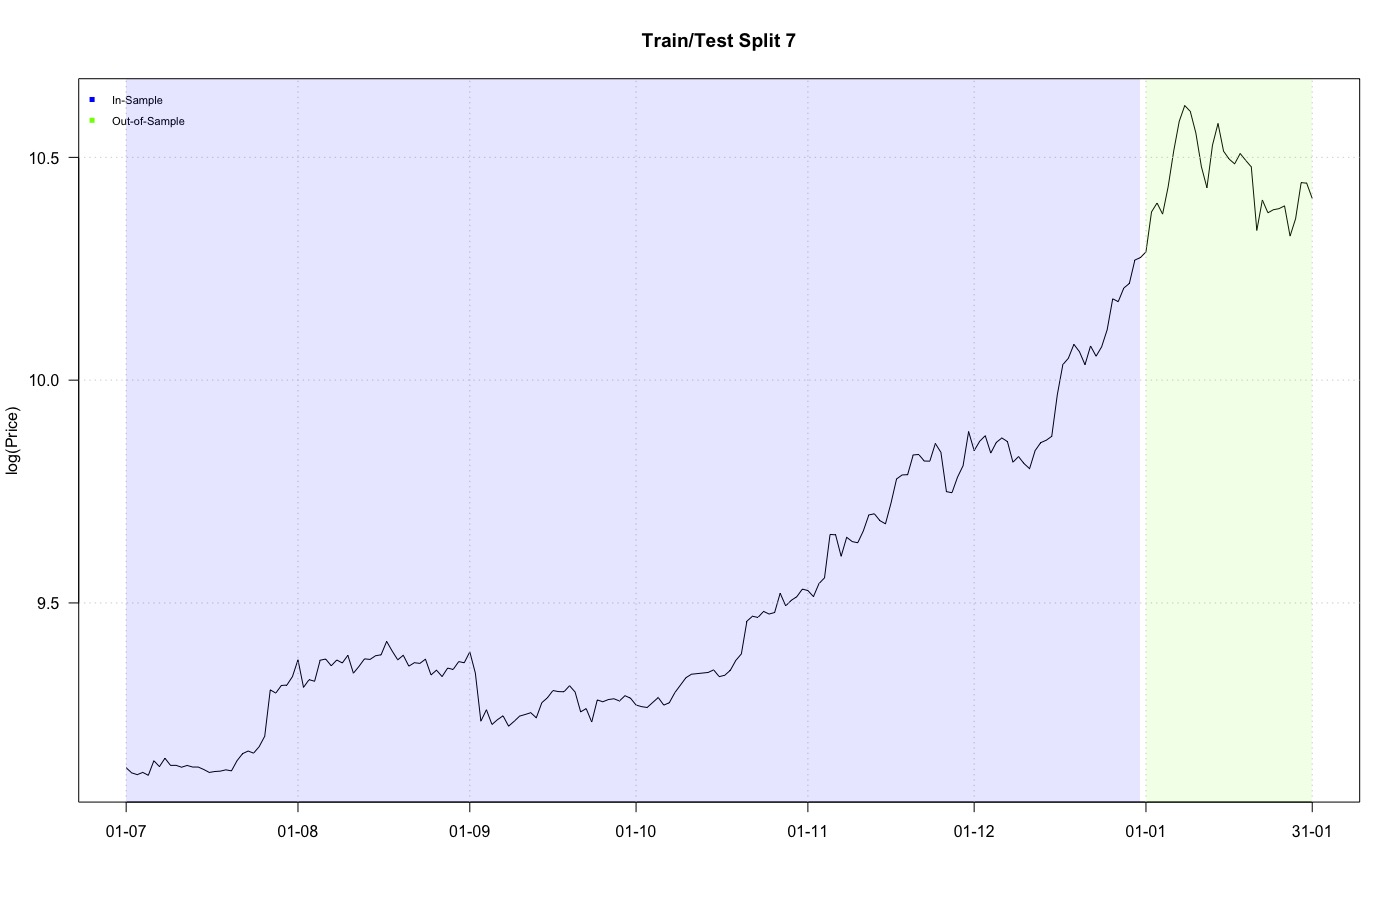 Train/Test Split 7
In-Sample
Out-of-Sample
10.5
10.0
9.5
log(Price)
01-07 01-08 01-09 01-10 01-11 01-12 01-01 31-01